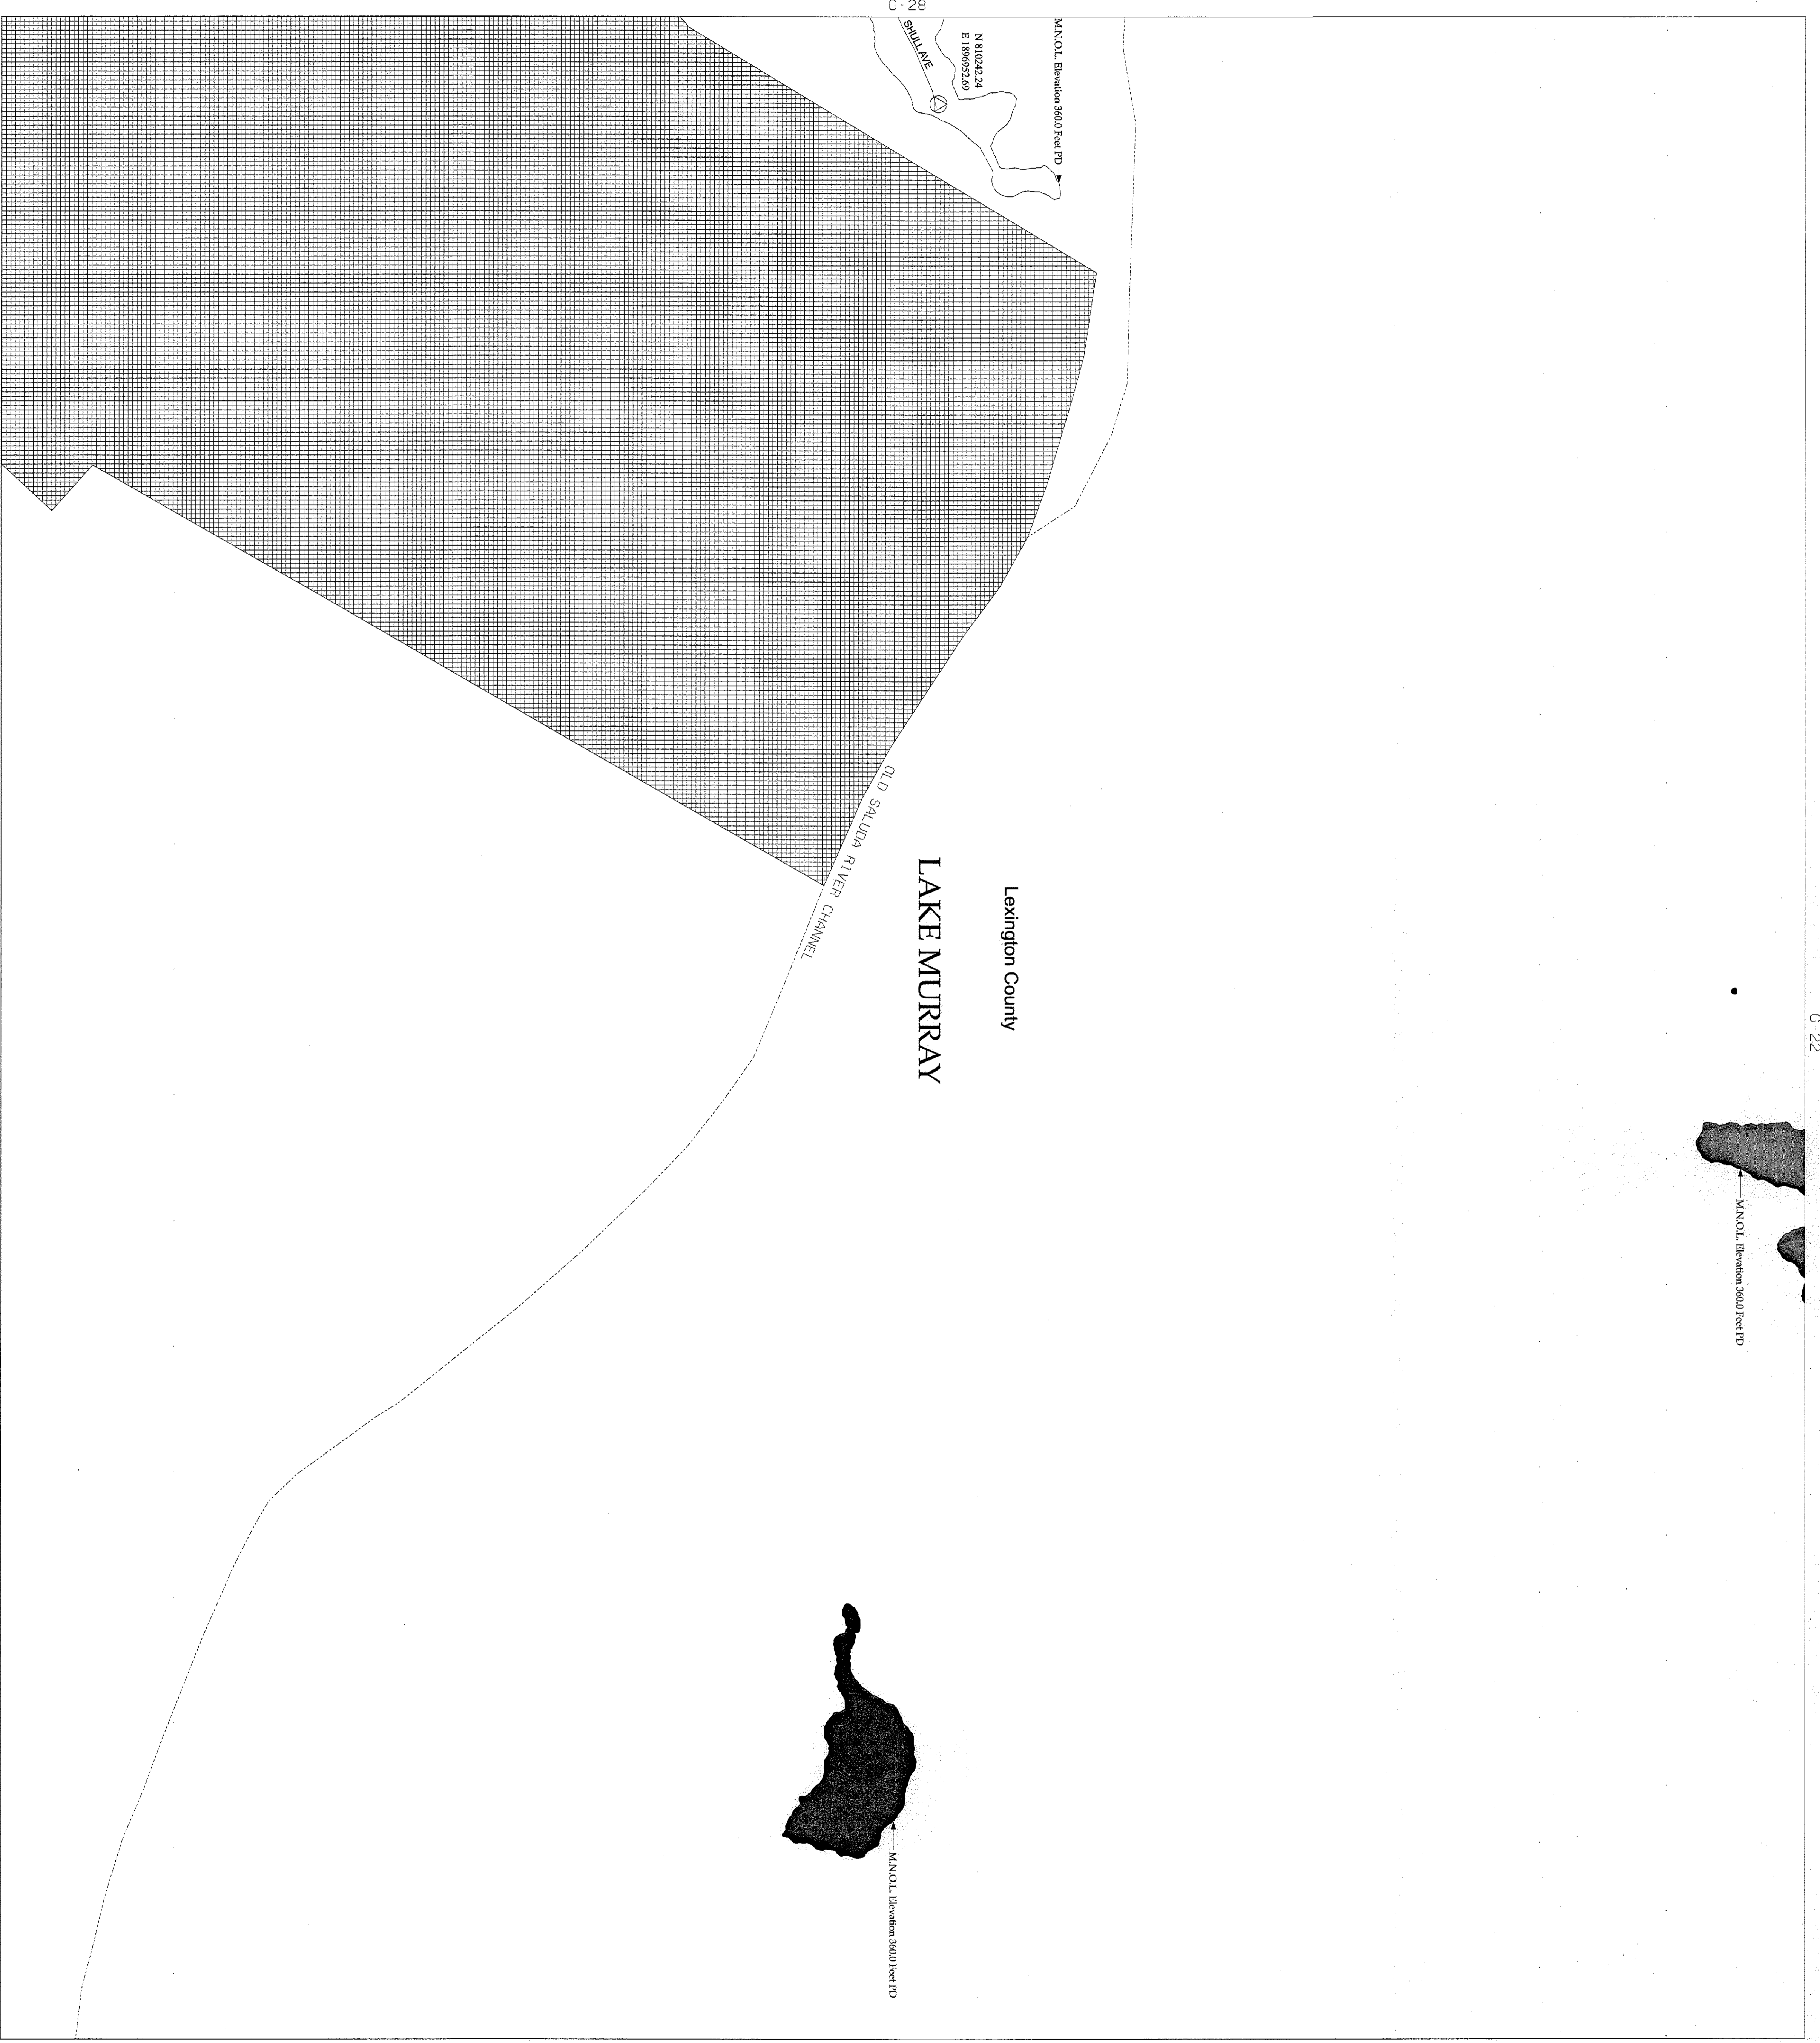 G-28
M.N.O.L. Elevation 360.0 Feet PD
N 810242.24
E 1896952.69
SHULL AVE
G-22
M.N.O.L. Elevation 360.0 Feet PD
Lexington County
LAKE MURRAY
OLD SALUDA RIVER CHANNEL
M.N.O.L. Elevation 360.0 Feet PD